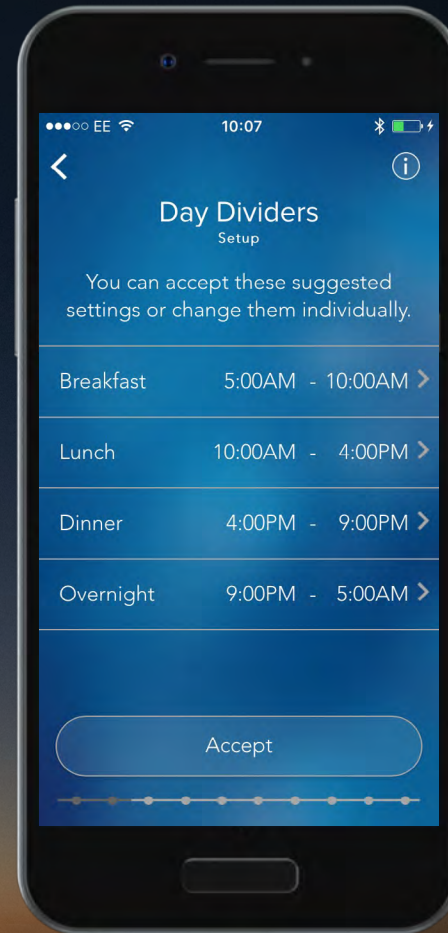 EE 10:07
Day Dividers
Setup
You can accept these suggested
settings or change them individually.
Breakfast 5:00AM - 10:00AM
Lunch 10:00AM - 4:00PM
Dinner 4:00PM - 9:00PM
Overnight 9:00PM - 5:00AM
Accept